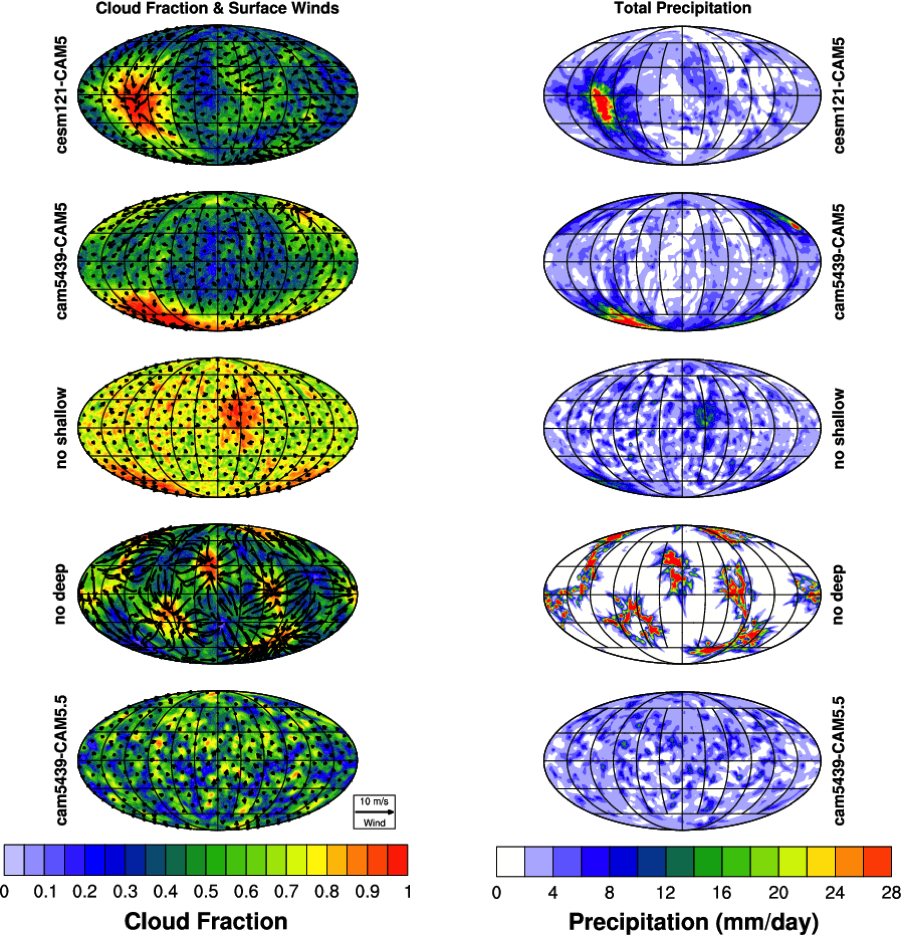 Cloud Fraction & Surface Winds
Total Precipitation
cesm121-CAM5
cesm121-CAM5
cam5439-CAM5
cam5439-CAM5
no shallow
no shallow
no deep
no deep
cam5439-CAM5.5
cam5439-CAM5.5
10 m/s
Wind
0 0.1 0.2 0.3 0.4 0.5 0.6 0.7 0.8 0.9 1
0 4 8 12 16 20 24 28
Cloud Fraction
Precipitation (mm/day)